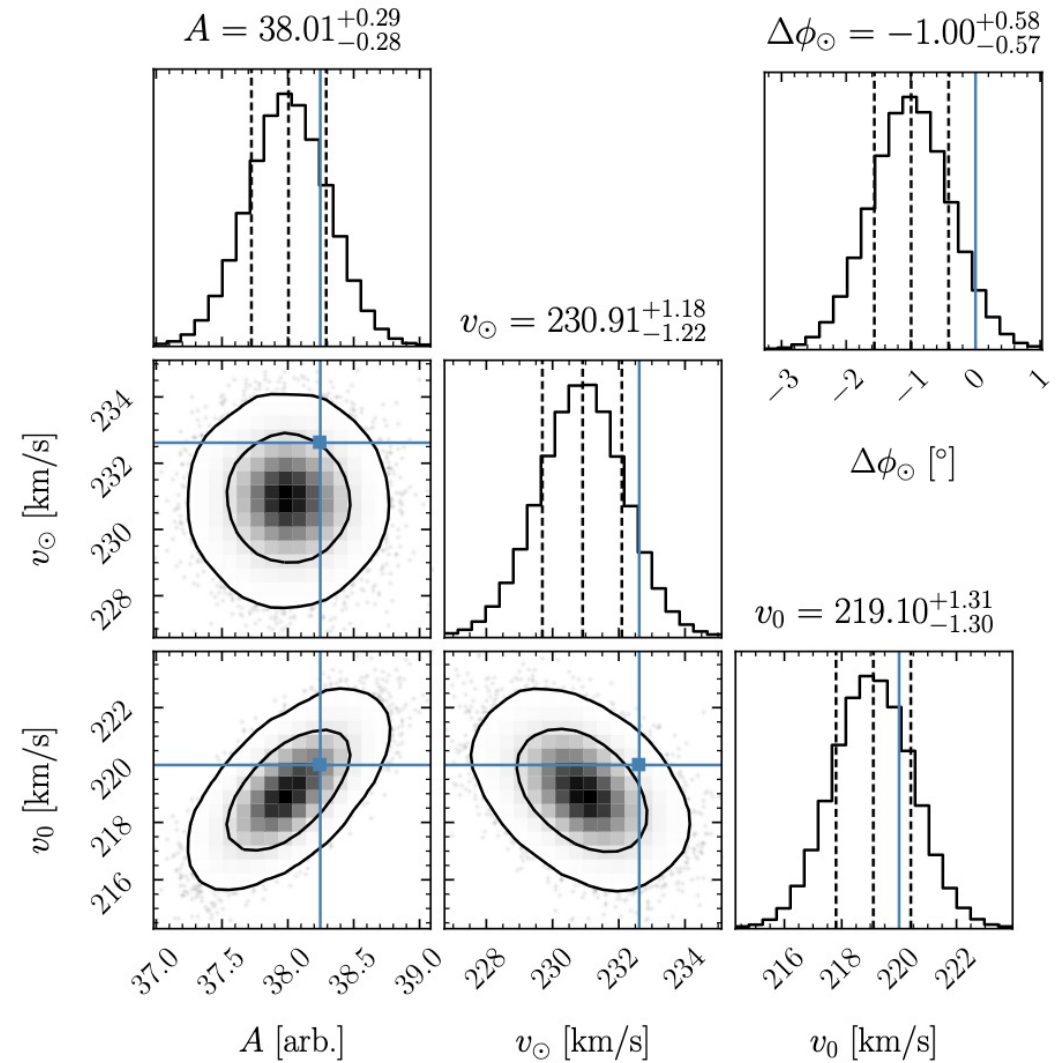 A = 38.01^{+0.29}_{-0.28}
Δϕ_⊙ = −1.00^{+0.58}_{-0.57}
v_⊙ = 230.91^{+1.18}_{-1.22}
−3 −2 −1 0 1
Δϕ_⊙ [°]
234
232
230
228
v_⊙ [km/s]
v_0 = 219.10^{+1.31}_{-1.30}
222
220
218
216
v_0 [km/s]
37.0 37.5 38.0 38.5 39.0
228 230 232 234
216 218 220 222
A [arb.]
v_⊙ [km/s]
v_0 [km/s]